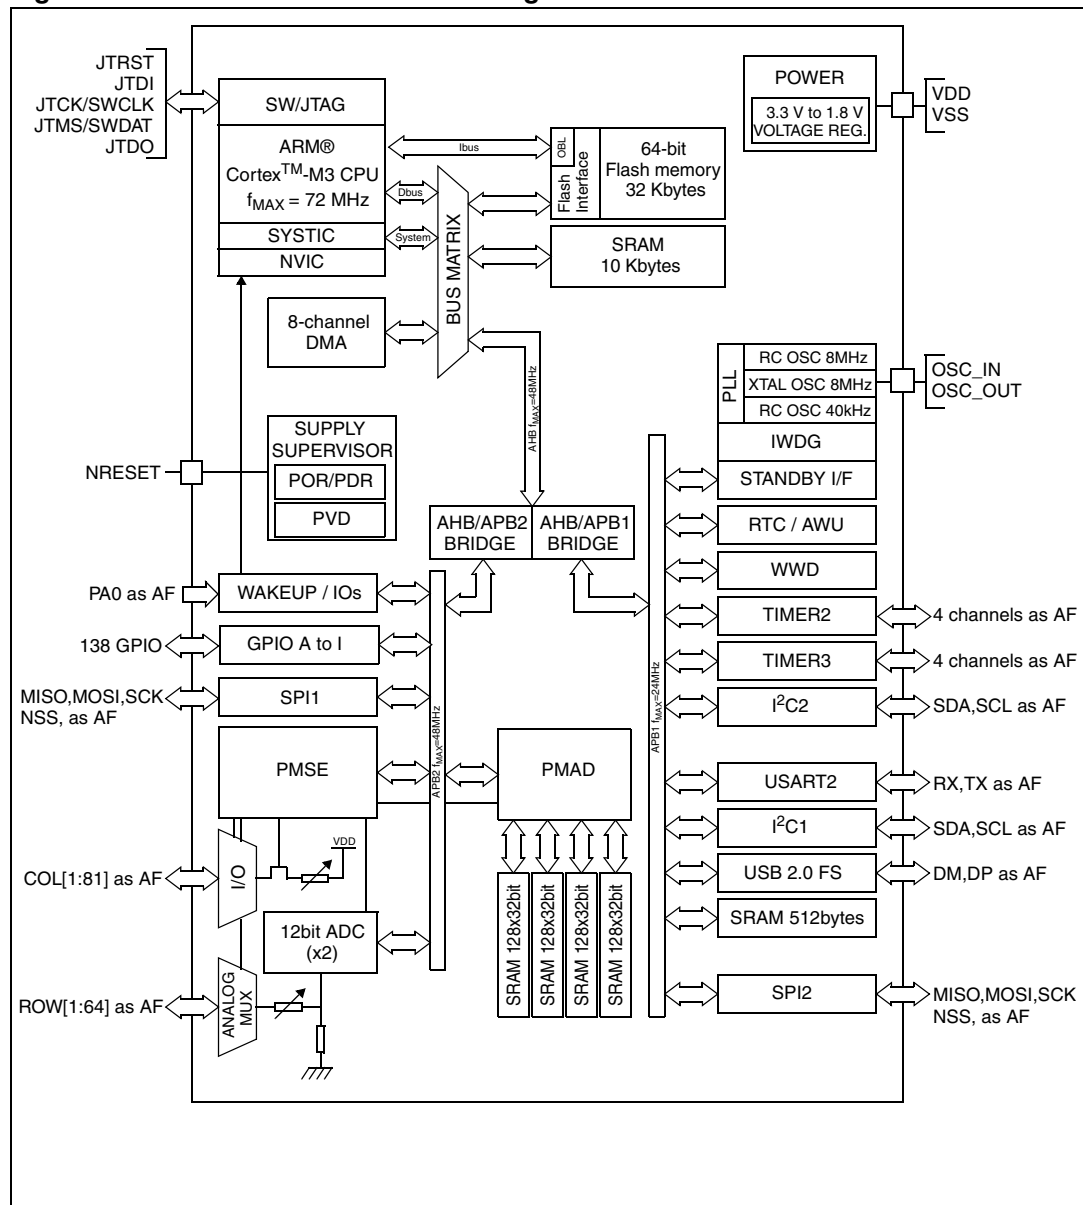 JTRST
JTDI
JTCK/SWCLK
JTMS/SWDAT
JTDO
SW/JTAG
ARM®
Cortex™-M3 CPU
fMAX = 72 MHz
SYSTIC
NVIC
Ibus
Dbus
System
BUS MATRIX
OBL
Flash
Interface
64-bit
Flash memory
32 Kbytes
SRAM
10 Kbytes
POWER
3.3 V to 1.8 V
VOLTAGE REG.
VDD
VSS
8-channel
DMA
AHB fMAX=48MHz
PLL
RC OSC 8MHz
XTAL OSC 8MHz
RC OSC 40kHz
OSC_IN
OSC_OUT
IWDG
STANDBY I/F
NRESET
SUPPLY
SUPERVISOR
POR/PDR
PVD
AHB/APB2
BRIDGE
AHB/APB1
BRIDGE
RTC / AWU
WWD
PA0 as AF
WAKEUP / IOs
TIMER2
4 channels as AF
138 GPIO
GPIO A to I
TIMER3
4 channels as AF
MISO,MOSI,SCK
NSS, as AF
SPI1
I²C2
SDA,SCL as AF
APB2 fMAX=48MHz
APB1 fMAX=24MHz
PMSE
PMAD
USART2
RX,TX as AF
I²C1
SDA,SCL as AF
USB 2.0 FS
DM,DP as AF
SRAM 512bytes
VDD
COL[1:81] as AF
I/O
12bit ADC
(x2)
SRAM 128x32bit
SRAM 128x32bit
SRAM 128x32bit
SRAM 128x32bit
ROW[1:64] as AF
ANALOG
MUX
SPI2
MISO,MOSI,SCK
NSS, as AF